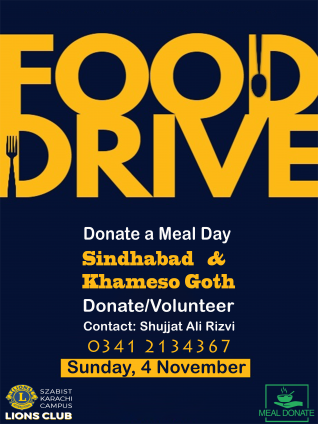 FOOD
DRIVE
Donate a Meal Day
Sindhabad &
Khameso Goth
Donate/Volunteer
Contact: Shujjat Ali Rizvi
0341 2134367
Sunday, 4 November
L
SZABIST
KARACHI
CAMPUS
LIONS CLUB
MEAL DONATE